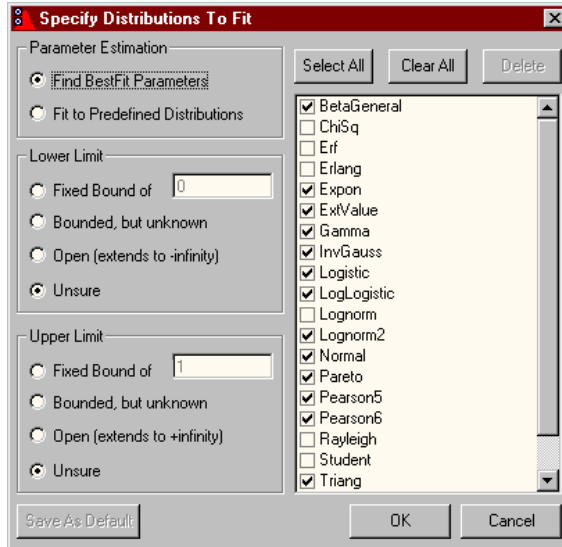 Specify Distributions To Fit
Parameter Estimation
Find BestFit Parameters
Fit to Predefined Distributions
Lower Limit
Fixed Bound of 0
Bounded, but unknown
Open (extends to -infinity)
Unsure
Upper Limit
Fixed Bound of 1
Bounded, but unknown
Open (extends to +infinity)
Unsure
Save As Default
Select All Clear All Delete
BetaGeneral
ChiSq
Erf
Erlang
Expon
ExtValue
Gamma
InvGauss
Logistic
LogLogistic
Lognorm
Lognorm2
Normal
Pareto
Pearson5
Pearson6
Rayleigh
Student
Triang
OK Cancel